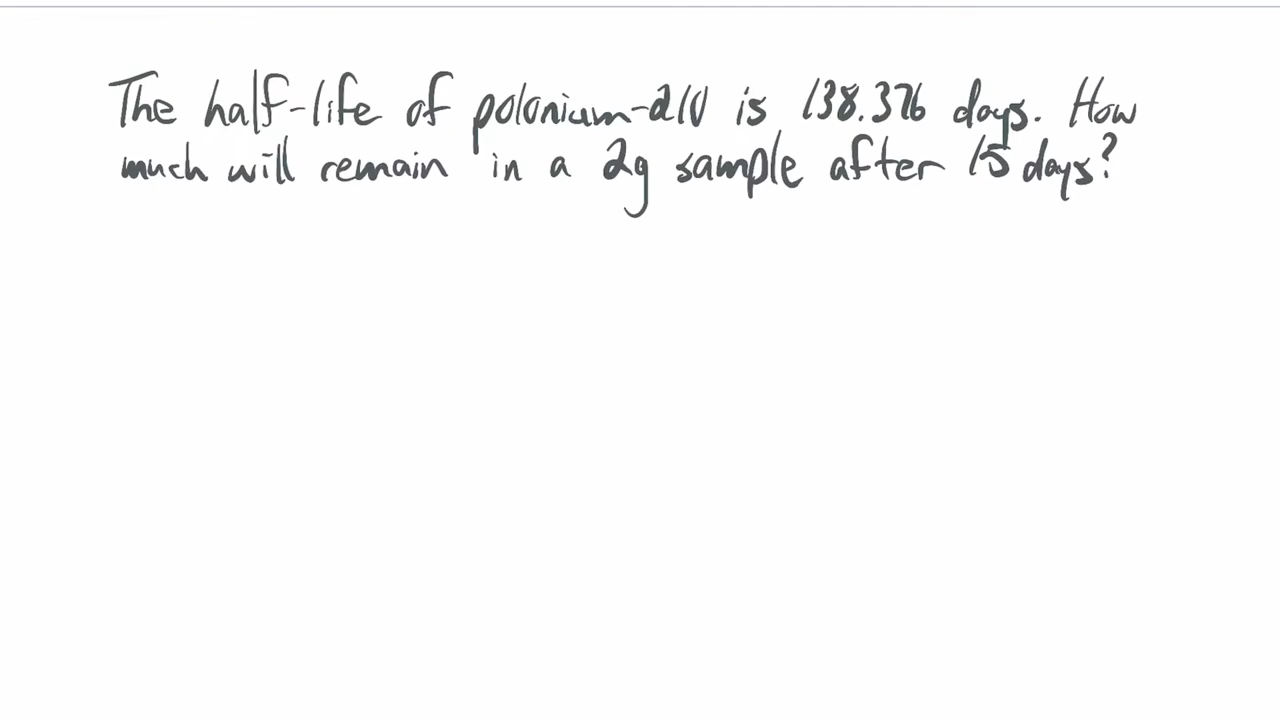 The half-life of polonium-210 is 138.376 days. How
much will remain in a 2g sample after 15 days?